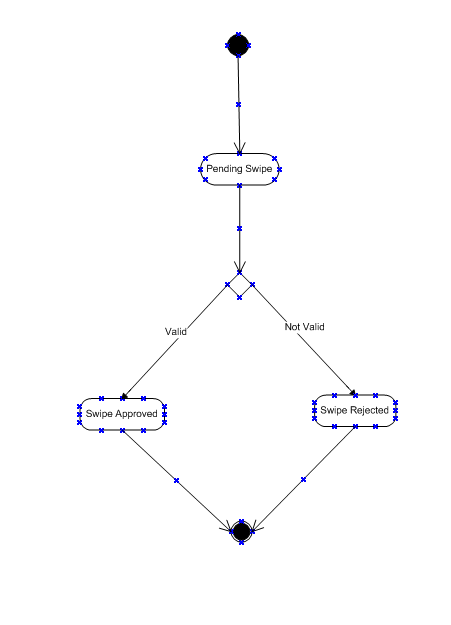 Pending Swipe
Valid
Not Valid
Swipe Approved
Swipe Rejected